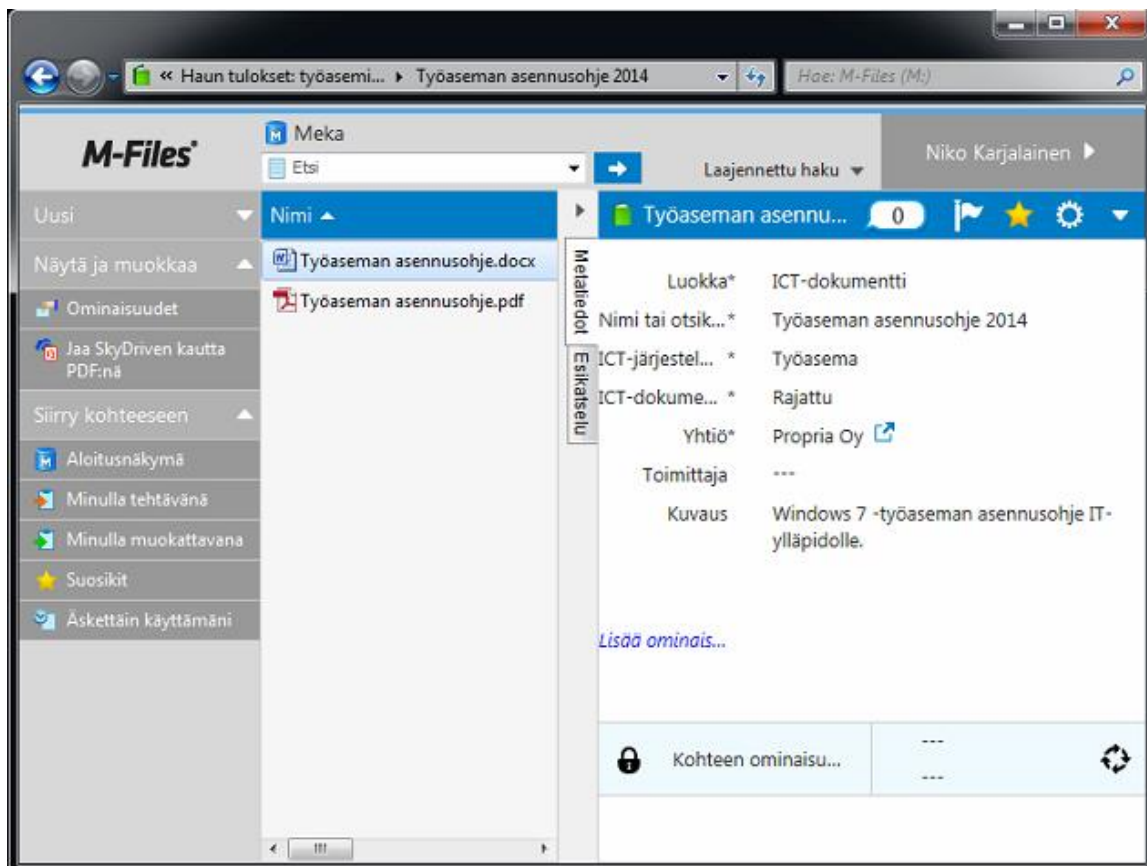 « Haun tulokset: työasemi... ▸ Työaseman asennusohje 2014
Hae: M-Files (M:)
M-Files
Meka
Etsi
Laajennettu haku
Niko Karjalainen
Uusi
Näytä ja muokkaa
Ominaisuudet
Jaa SkyDriven kautta
PDF:nä
Siirry kohteeseen
Aloitusnäkymä
Minulla tehtävänä
Minulla muokattavana
Suosikit
Äskettäin käyttämäni
Nimi
Työaseman asennusohje.docx
Työaseman asennusohje.pdf
Metatiedot
Esikatselu
Työaseman asennu... 0
Luokka* ICT-dokumentti
Nimi tai otsik...* Työaseman asennusohje 2014
ICT-järjestel... * Työasema
ICT-dokume... * Rajattu
Yhtiö* Propria Oy
Toimittaja ---
Kuvaus Windows 7 -työaseman asennusohje IT-
ylläpidolle.
Lisää ominais...
Kohteen ominaisu... ---
---